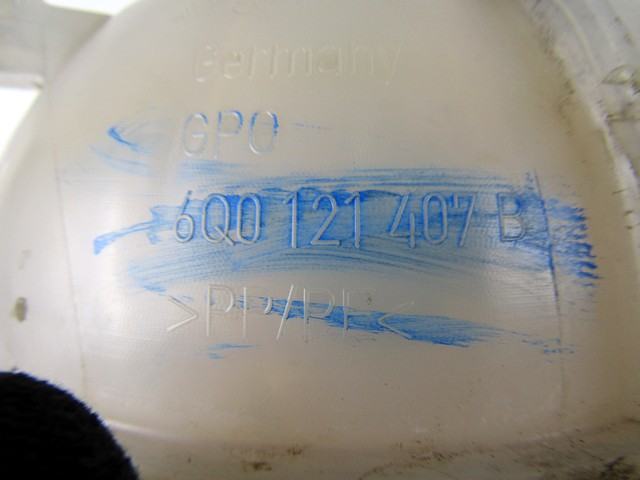 Germany
GPO
6Q0 121 407 B
>PP/PE<